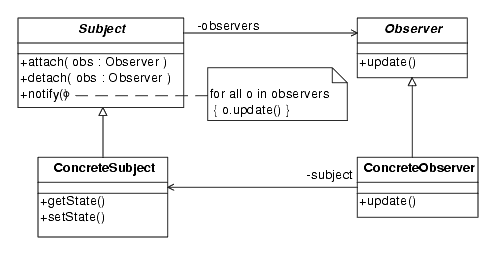 Subject
-observers
Observer
+attach( obs : Observer )
+detach( obs : Observer )
+notify()
+update()
for all o in observers
{ o.update() }
ConcreteSubject
-subject
ConcreteObserver
+getState()
+setState()
+update()